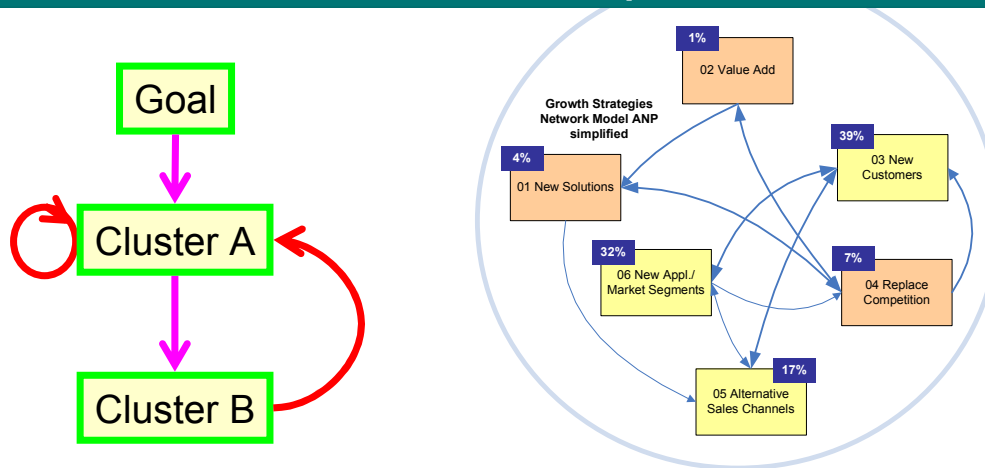 Goal
Cluster A
Cluster B
Growth Strategies
Network Model ANP
simplified
1%
02 Value Add
39%
03 New
Customers
4%
01 New Solutions
32%
06 New Appl./
Market Segments
7%
04 Replace
Competition
17%
05 Alternative
Sales Channels